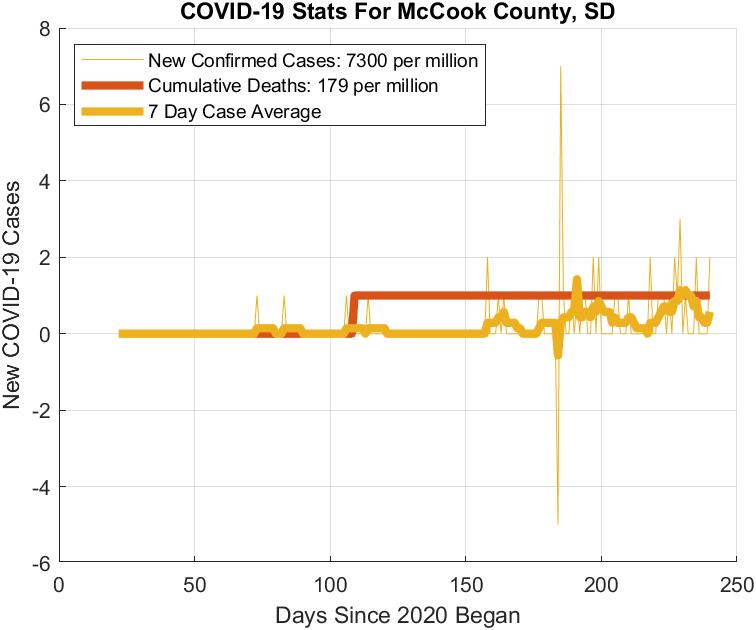 COVID-19 Stats For McCook County, SD
New Confirmed Cases: 7300 per million
Cumulative Deaths: 179 per million
7 Day Case Average
New COVID-19 Cases
8
6
4
2
0
-2
-4
-6
0 50 100 150 200 250
Days Since 2020 Began